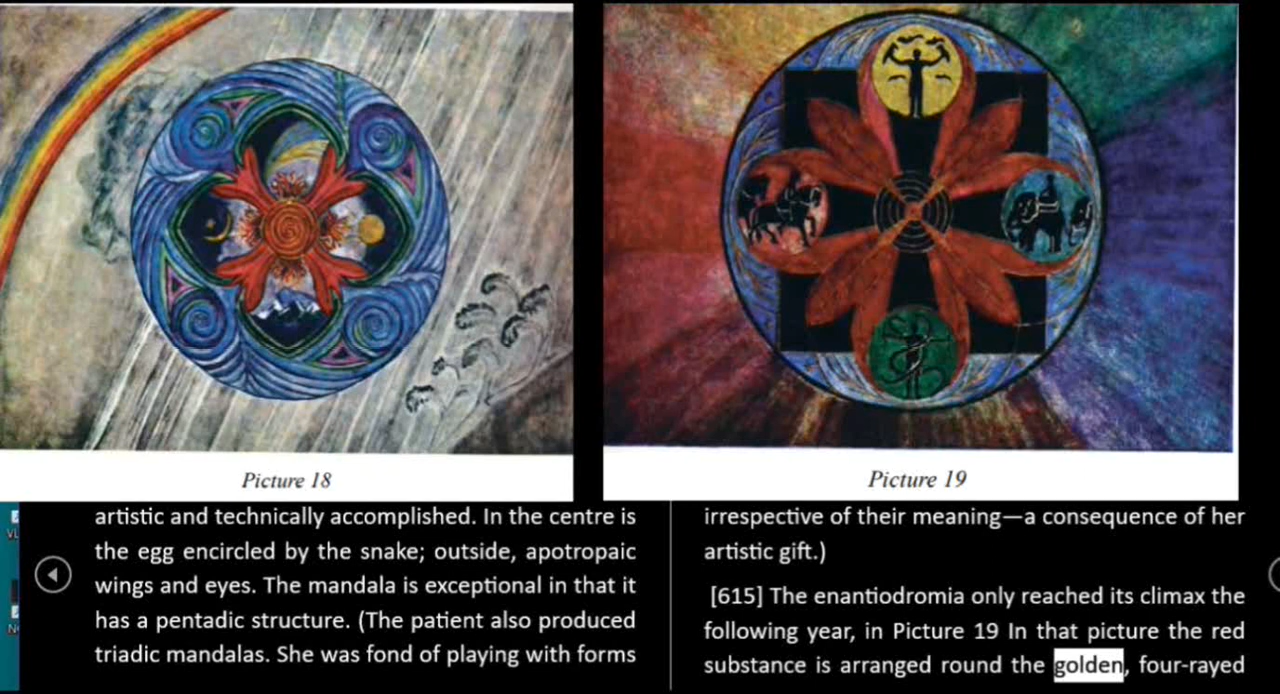 Picture 18
Picture 19
artistic and technically accomplished. In the centre is
the egg encircled by the snake; outside, apotropaic
wings and eyes. The mandala is exceptional in that it
has a pentadic structure. (The patient also produced
triadic mandalas. She was fond of playing with forms
irrespective of their meaning—a consequence of her
artistic gift.)
[615] The enantiodromia only reached its climax the
following year, in Picture 19 In that picture the red
substance is arranged round the golden, four-rayed